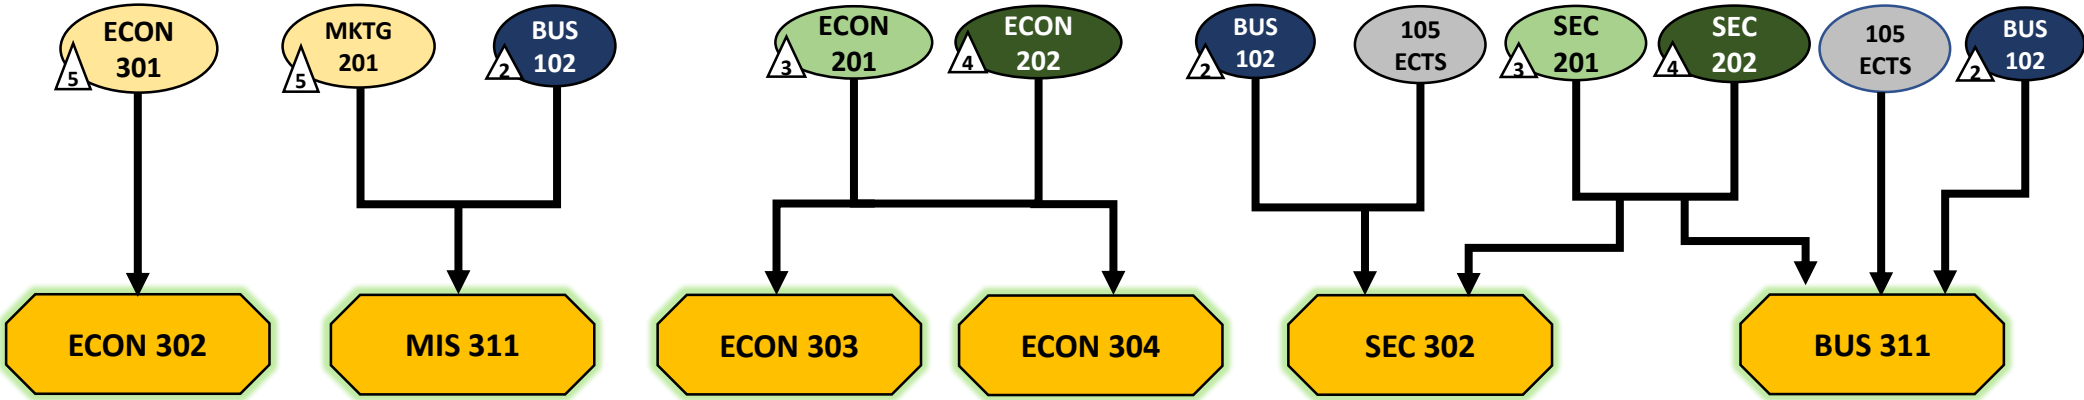 ECON
301
5
MKTG
201
5
BUS
102
2
ECON
201
3
ECON
202
4
BUS
102
2
105
ECTS
SEC
201
3
SEC
202
4
105
ECTS
BUS
102
2
ECON 302
MIS 311
ECON 303
ECON 304
SEC 302
BUS 311